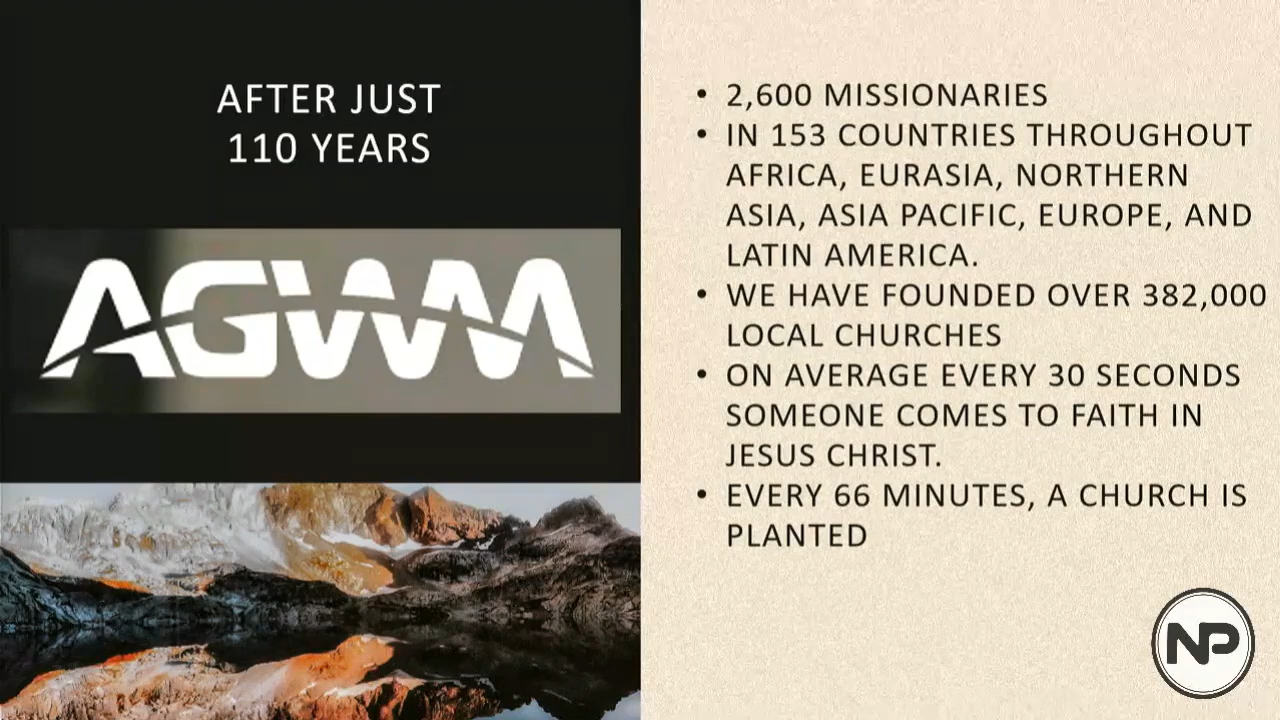 AFTER JUST
110 YEARS
AGWM
• 2,600 MISSIONARIES
• IN 153 COUNTRIES THROUGHOUT
AFRICA, EURASIA, NORTHERN
ASIA, ASIA PACIFIC, EUROPE, AND
LATIN AMERICA.
• WE HAVE FOUNDED OVER 382,000
LOCAL CHURCHES
• ON AVERAGE EVERY 30 SECONDS
SOMEONE COMES TO FAITH IN
JESUS CHRIST.
• EVERY 66 MINUTES, A CHURCH IS
PLANTED
NP